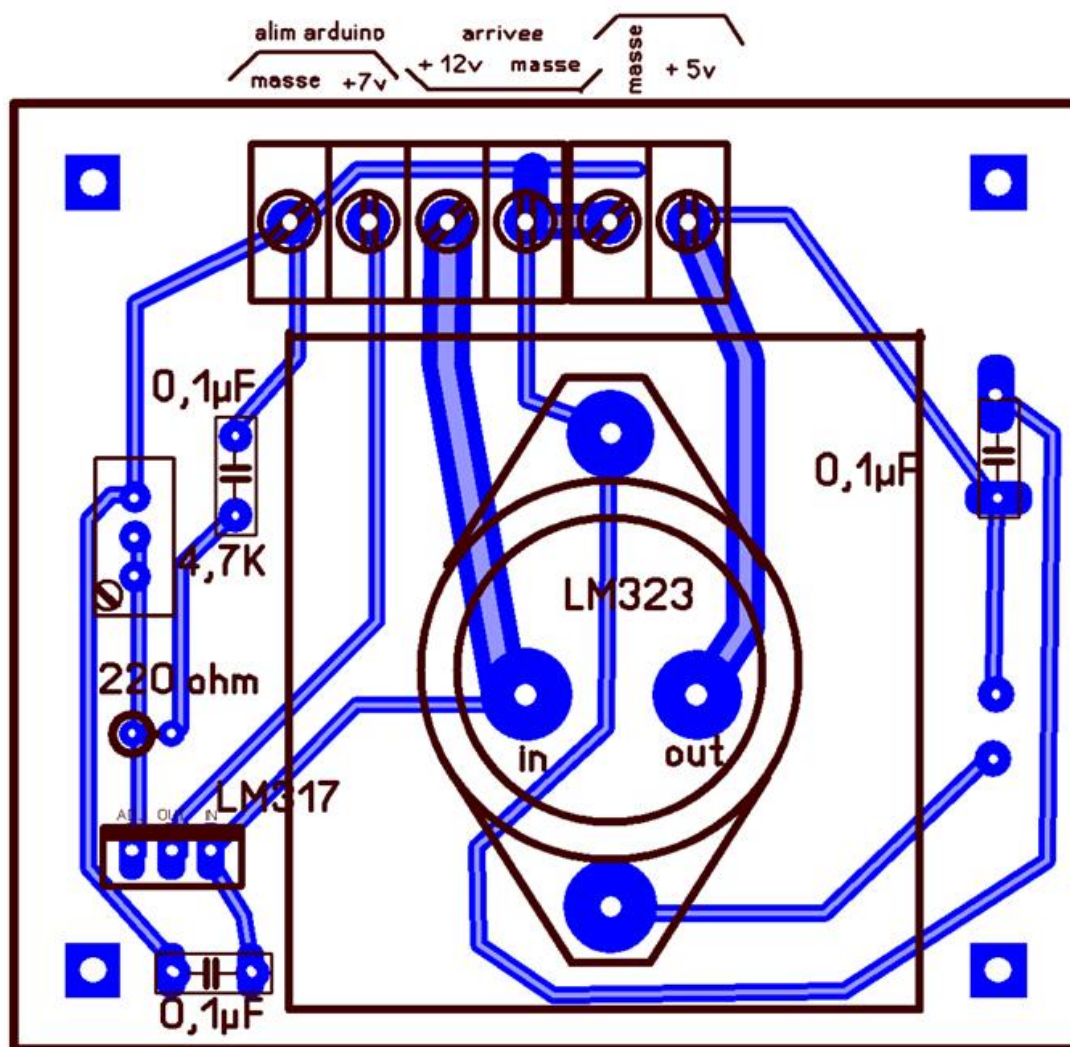 alim arduino
masse +7v
arrivee
+ 12v masse
masse
+ 5v
0,1µF
0,1µF
4,7K
LM323
220 ohm
in
out
LM317
OUT IN
0,1µF